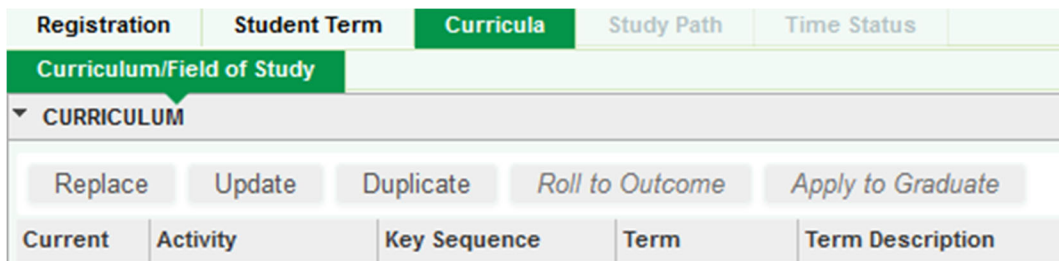 Registration Student Term Curricula Study Path Time Status
Curriculum/Field of Study
CURRICULUM
Replace Update Duplicate Roll to Outcome Apply to Graduate
Current Activity Key Sequence Term Term Description